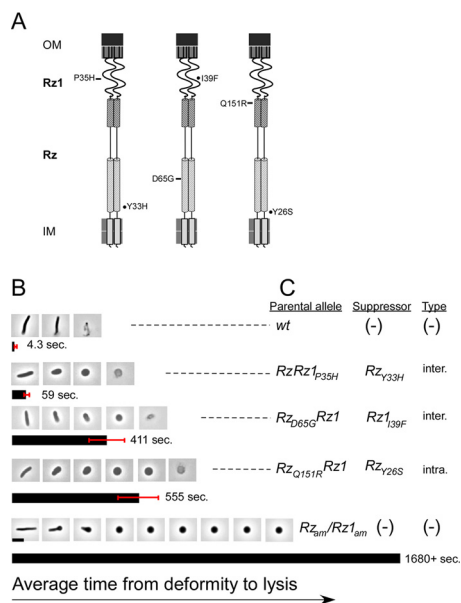 A
OM
P35H
Rz1
I39F
Q151R
Rz
D65G
Y33H
Y26S
IM
B
C
Parental allele Suppressor Type
wt (-) (-)
4.3 sec.
RzRz1P35H RzY33H inter.
59 sec.
RzD65GRz1 Rz1I39F inter.
411 sec.
RzQ151RRz1 RzY26S intra.
555 sec.
Rzam/Rz1am (-) (-)
1680+ sec.
Average time from deformity to lysis